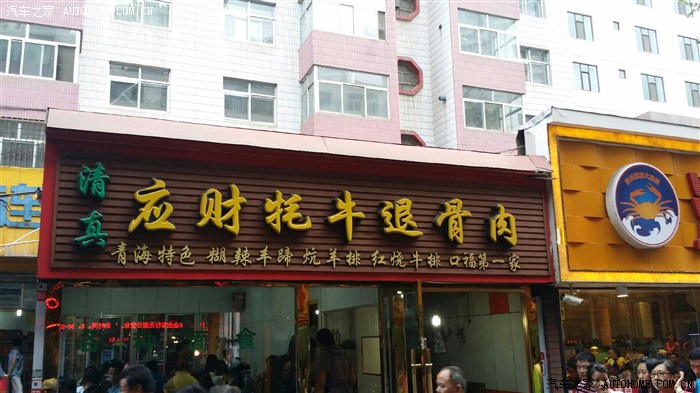 汽车之家 AUTOHOME.COM.CN
清真
应财牦牛退骨肉
青海特色 糊辣羊蹄 炕羊排 红烧牛排 口福第一家
汽车之家 AUTOHOME.COM.CN